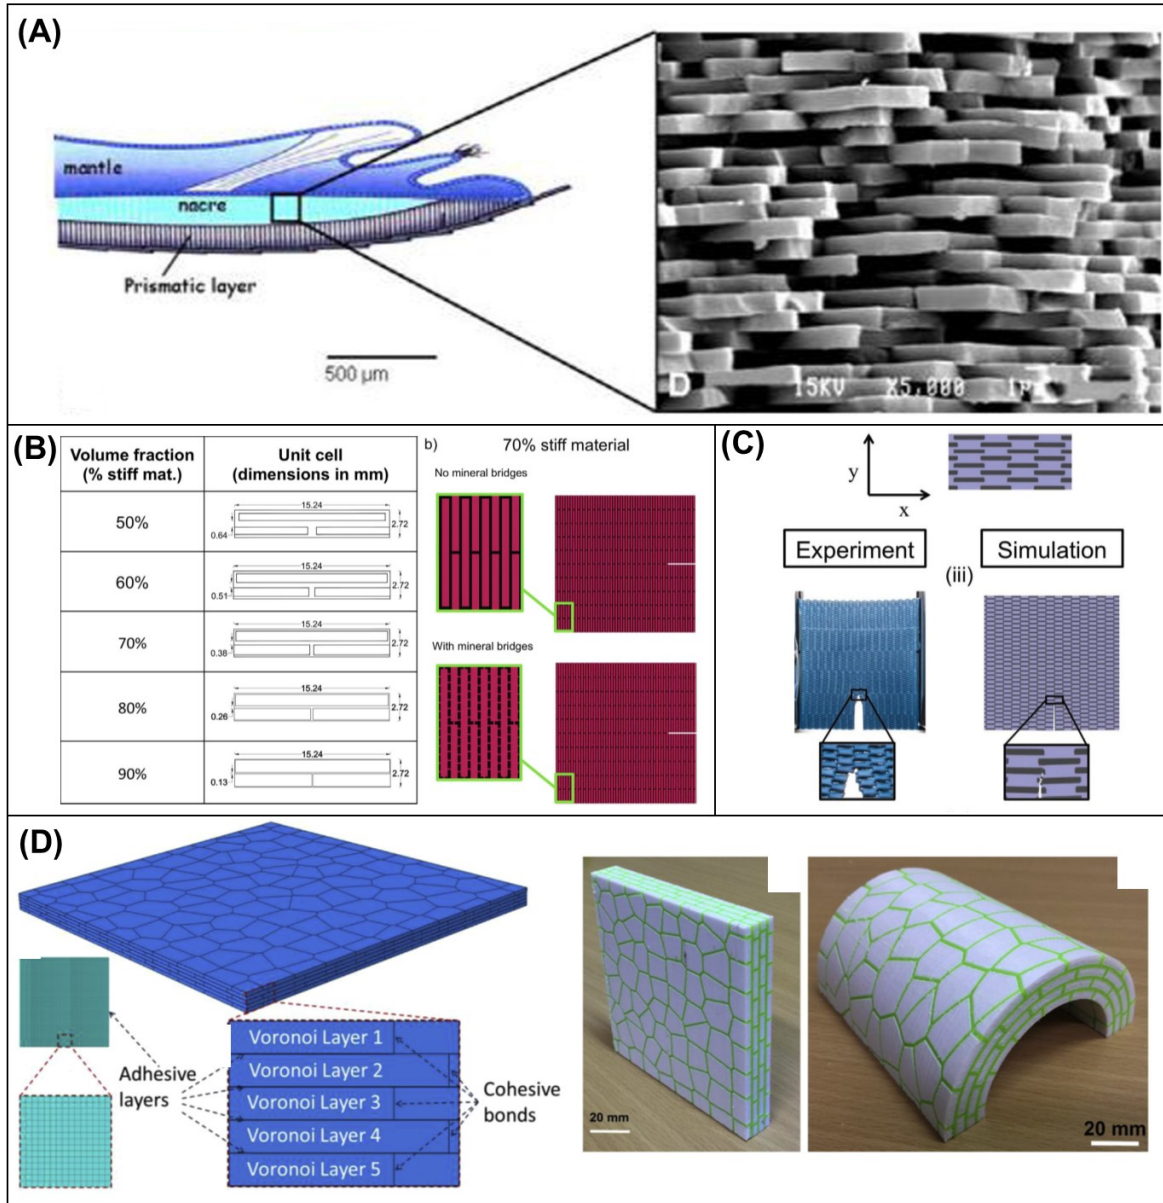 (A)
mantle
nacre
Prismatic layer
500 µm
D 15KV X5,000 1µm
(B)
Volume fraction
(% stiff mat.)
Unit cell
(dimensions in mm)
50%
15.24
2.72
0.64
60%
15.24
2.72
0.51
70%
15.24
2.72
0.38
80%
15.24
2.72
0.26
90%
15.24
2.72
0.13
b)
70% stiff material
No mineral bridges
With mineral bridges
(C)
y
x
Experiment
Simulation
(iii)
(D)
Adhesive
layers
Voronoi Layer 1
Voronoi Layer 2
Voronoi Layer 3
Voronoi Layer 4
Voronoi Layer 5
Cohesive
bonds
20 mm
20 mm